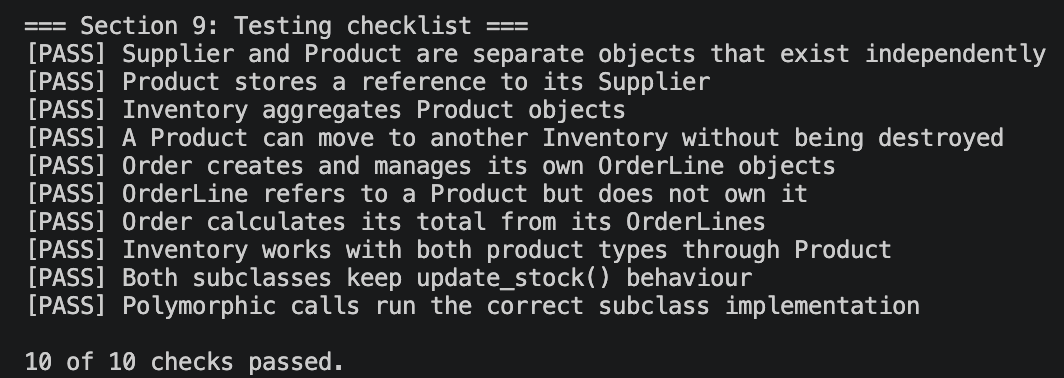 === Section 9: Testing checklist ===
[PASS] Supplier and Product are separate objects that exist independently
[PASS] Product stores a reference to its Supplier
[PASS] Inventory aggregates Product objects
[PASS] A Product can move to another Inventory without being destroyed
[PASS] Order creates and manages its own OrderLine objects
[PASS] OrderLine refers to a Product but does not own it
[PASS] Order calculates its total from its OrderLines
[PASS] Inventory works with both product types through Product
[PASS] Both subclasses keep update_stock() behaviour
[PASS] Polymorphic calls run the correct subclass implementation
10 of 10 checks passed.